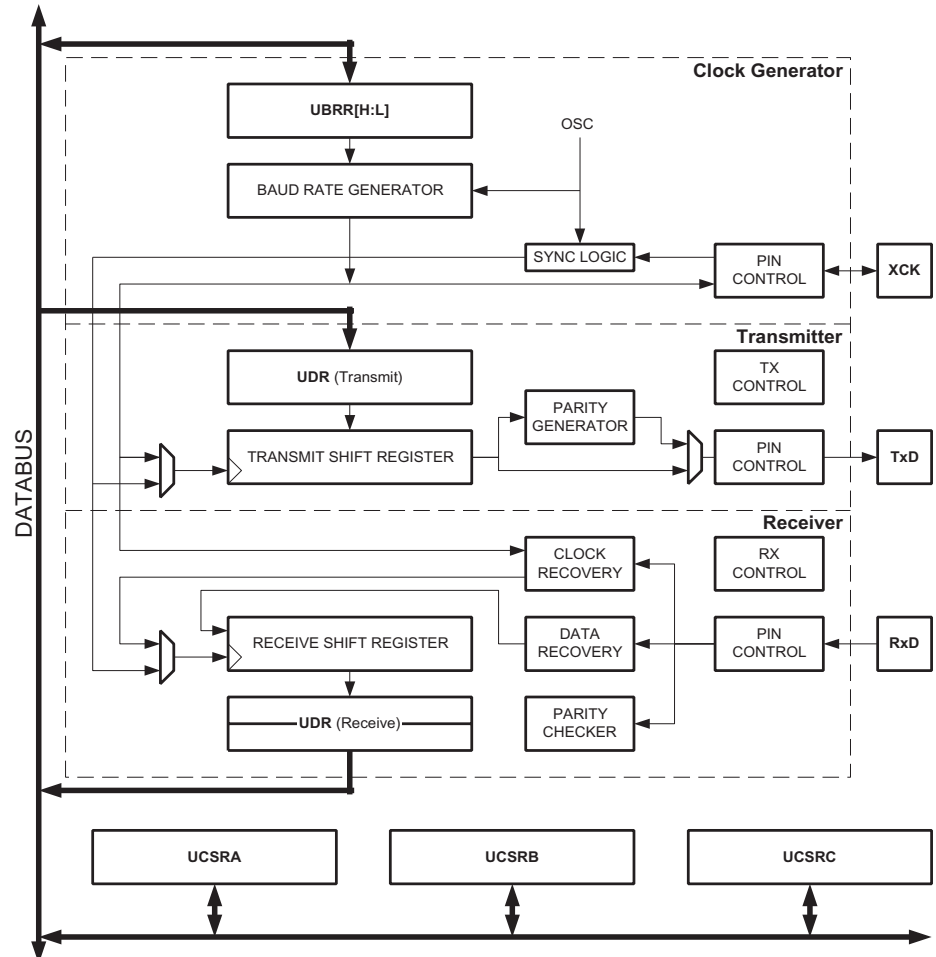 Clock Generator
UBRR[H:L]
OSC
BAUD RATE GENERATOR
SYNC LOGIC
PIN
CONTROL
XCK
Transmitter
UDR (Transmit)
TX
CONTROL
PARITY
GENERATOR
TRANSMIT SHIFT REGISTER
PIN
CONTROL
TxD
DATABUS
Receiver
CLOCK
RECOVERY
RX
CONTROL
RECEIVE SHIFT REGISTER
DATA
RECOVERY
PIN
CONTROL
RxD
UDR (Receive)
PARITY
CHECKER
UCSRA
UCSRB
UCSRC